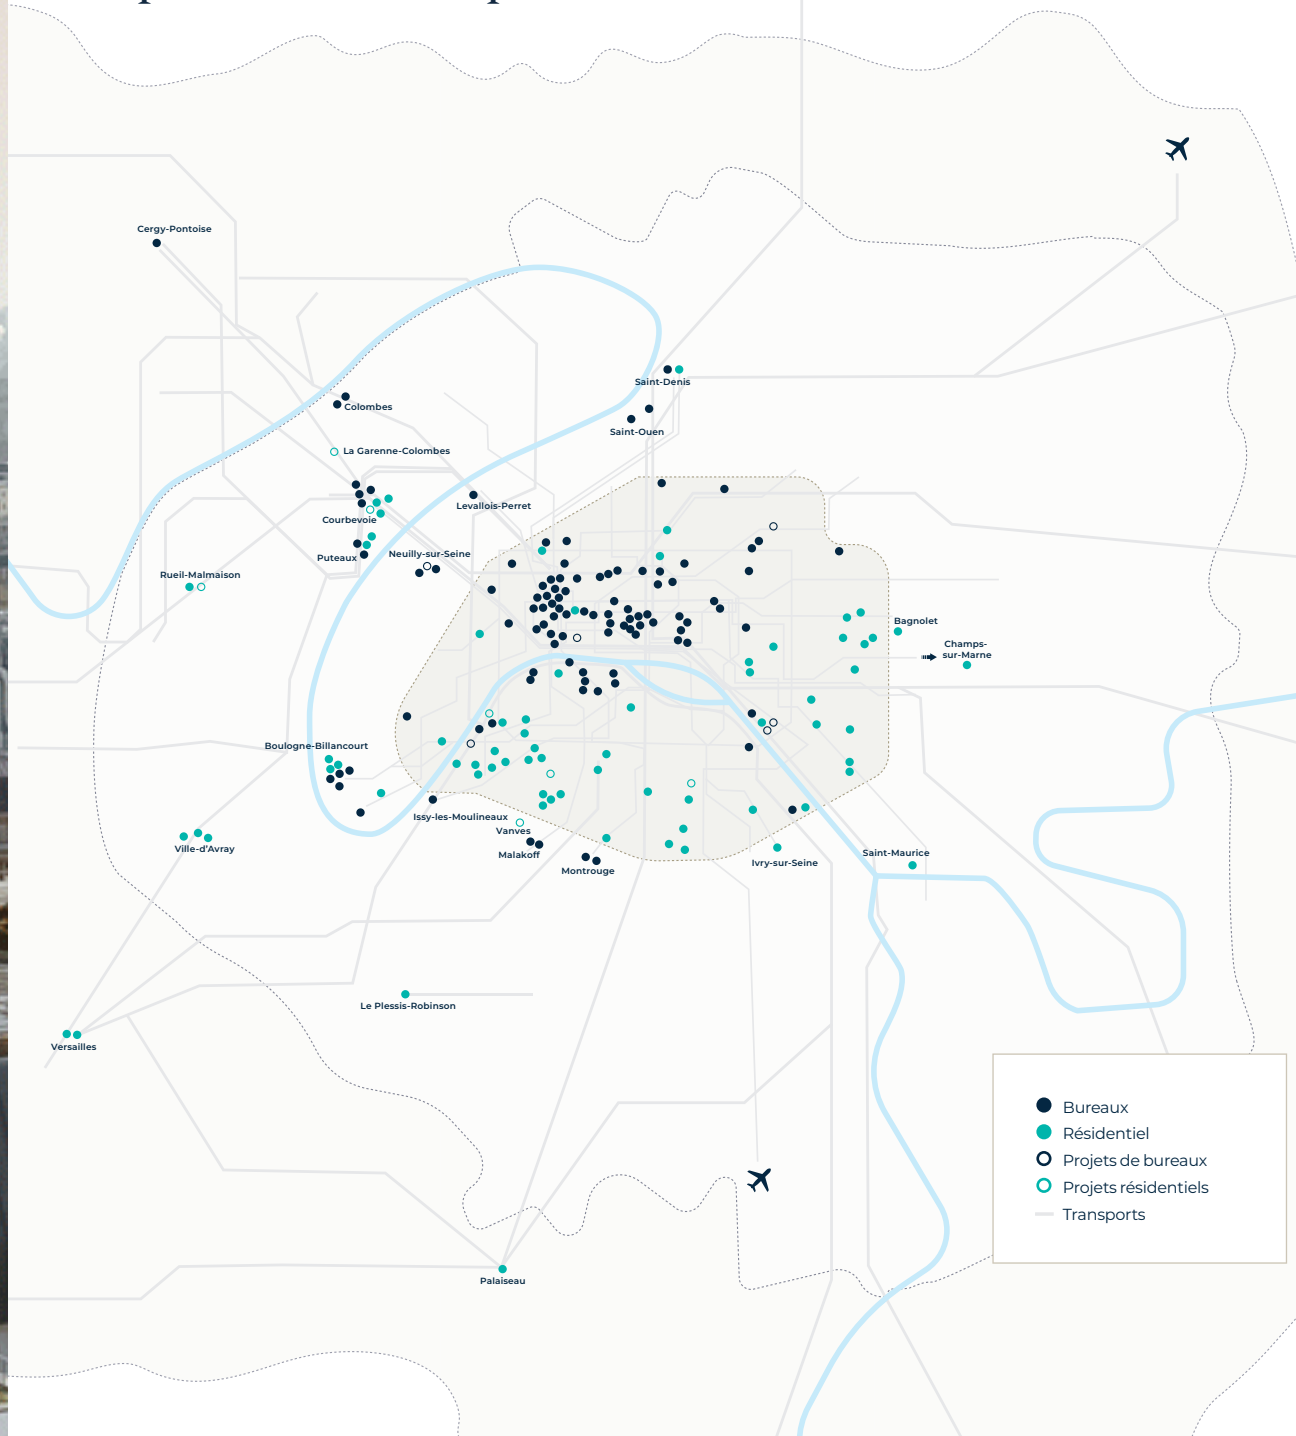 Cergy-Pontoise
Saint-Denis
Colombes
Saint-Ouen
La Garenne-Colombes
Levallois-Perret
Courbevoie
Puteaux
Neuilly-sur-Seine
Rueil-Malmaison
Bagnolet
Champs-
sur-Marne
Boulogne-Billancourt
Issy-les-Moulineaux
Vanves
Ville-d'Avray
Malakoff
Saint-Maurice
Ivry-sur-Seine
Montrouge
Le Plessis-Robinson
Versailles
Bureaux
Résidentiel
Projets de bureaux
Projets résidentiels
Transports
Palaiseau